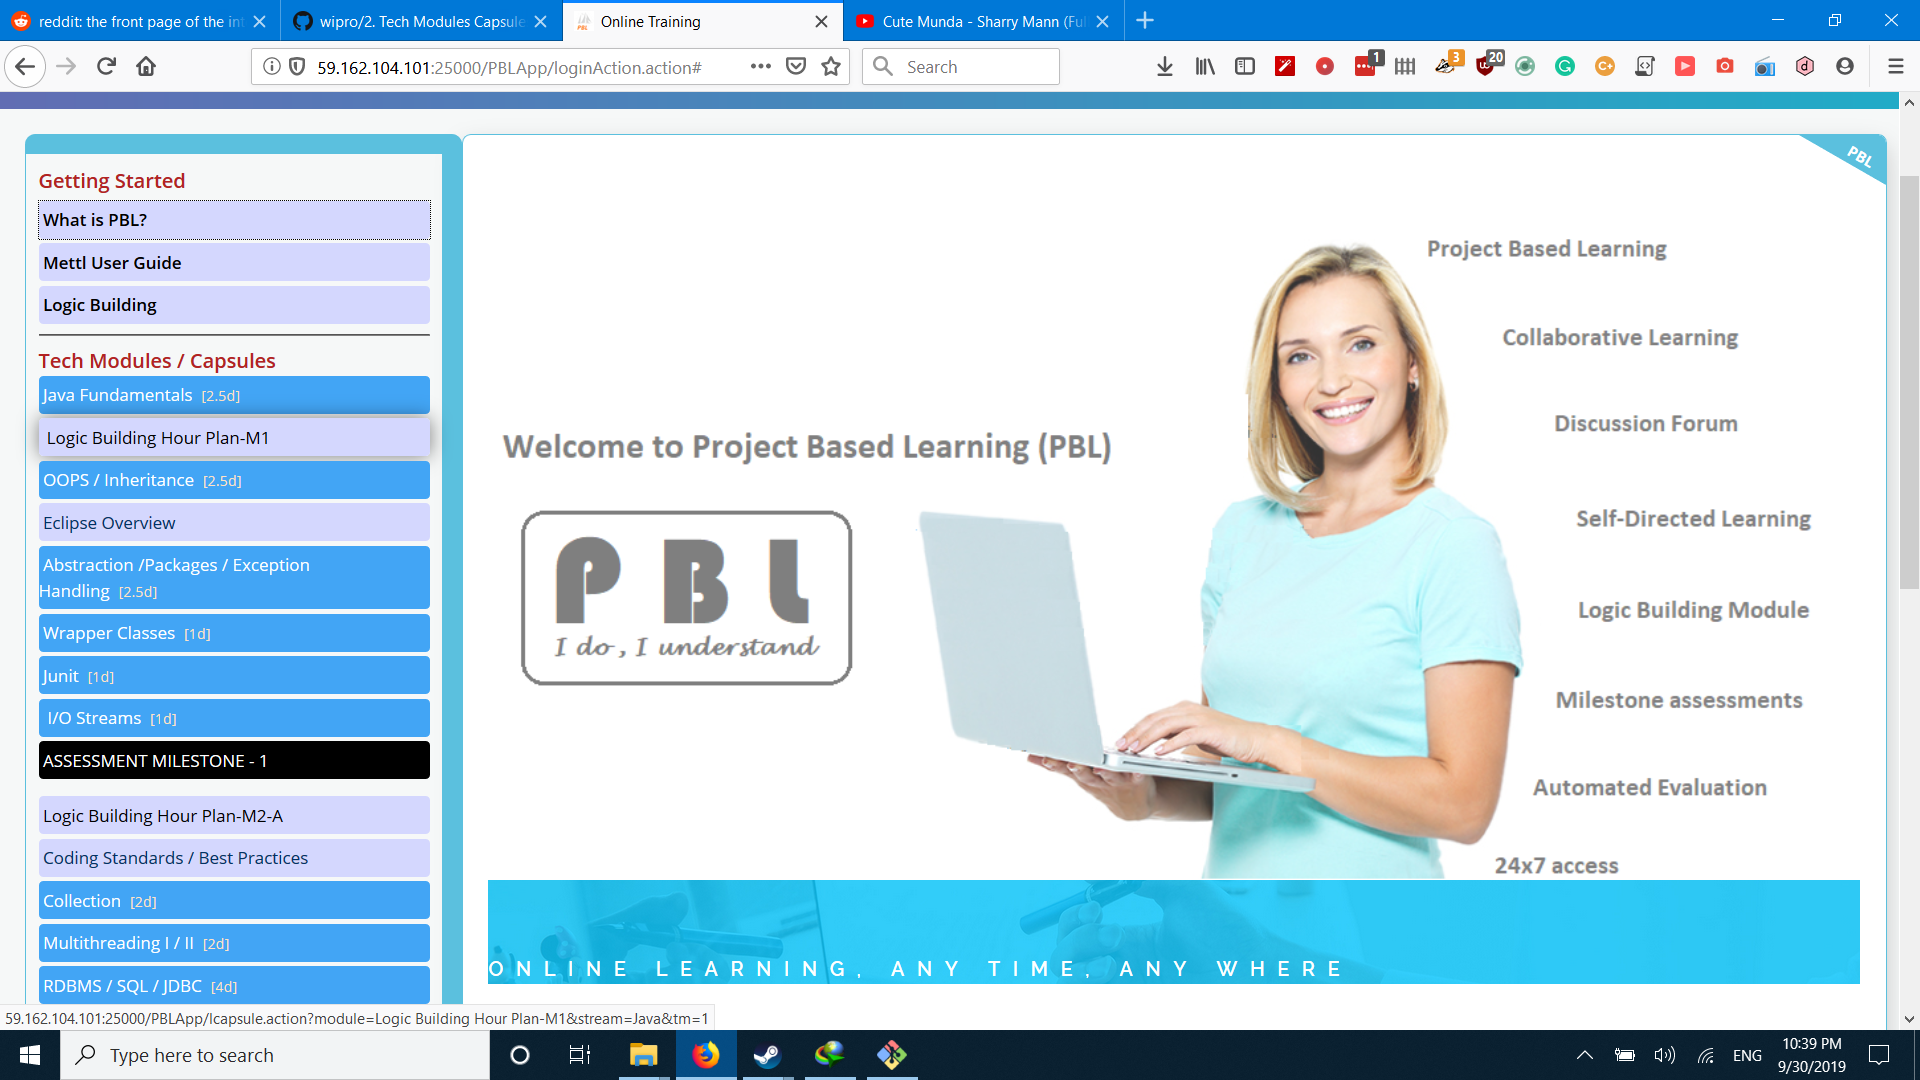 reddit: the front page of the int
wipro/2. Tech Modules Capsule
Online Training
Cute Munda - Sharry Mann (Ful
59.162.104.101:25000/PBLApp/loginAction.action#
Search
1
3
20
PBL
Getting Started
What is PBL?
Mettl User Guide
Logic Building
Tech Modules / Capsules
Java Fundamentals [2.5d]
Logic Building Hour Plan-M1
OOPS / Inheritance [2.5d]
Eclipse Overview
Abstraction /Packages / Exception
Handling [2.5d]
Wrapper Classes [1d]
Junit [1d]
I/O Streams [1d]
ASSESSMENT MILESTONE - 1
Logic Building Hour Plan-M2-A
Coding Standards / Best Practices
Collection [2d]
Multithreading I / II [2d]
RDBMS / SQL / JDBC [4d]
Welcome to Project Based Learning (PBL)
PBL
I do , I understand
Project Based Learning
Collaborative Learning
Discussion Forum
Self-Directed Learning
Logic Building Module
Milestone assessments
Automated Evaluation
24x7 access
ONLINE LEARNING, ANY TIME, ANY WHERE
59.162.104.101:25000/PBLApp/lcapsule.action?module=Logic Building Hour Plan-M1&stream=Java&tm=1
Type here to search
ENG
10:39 PM
9/30/2019